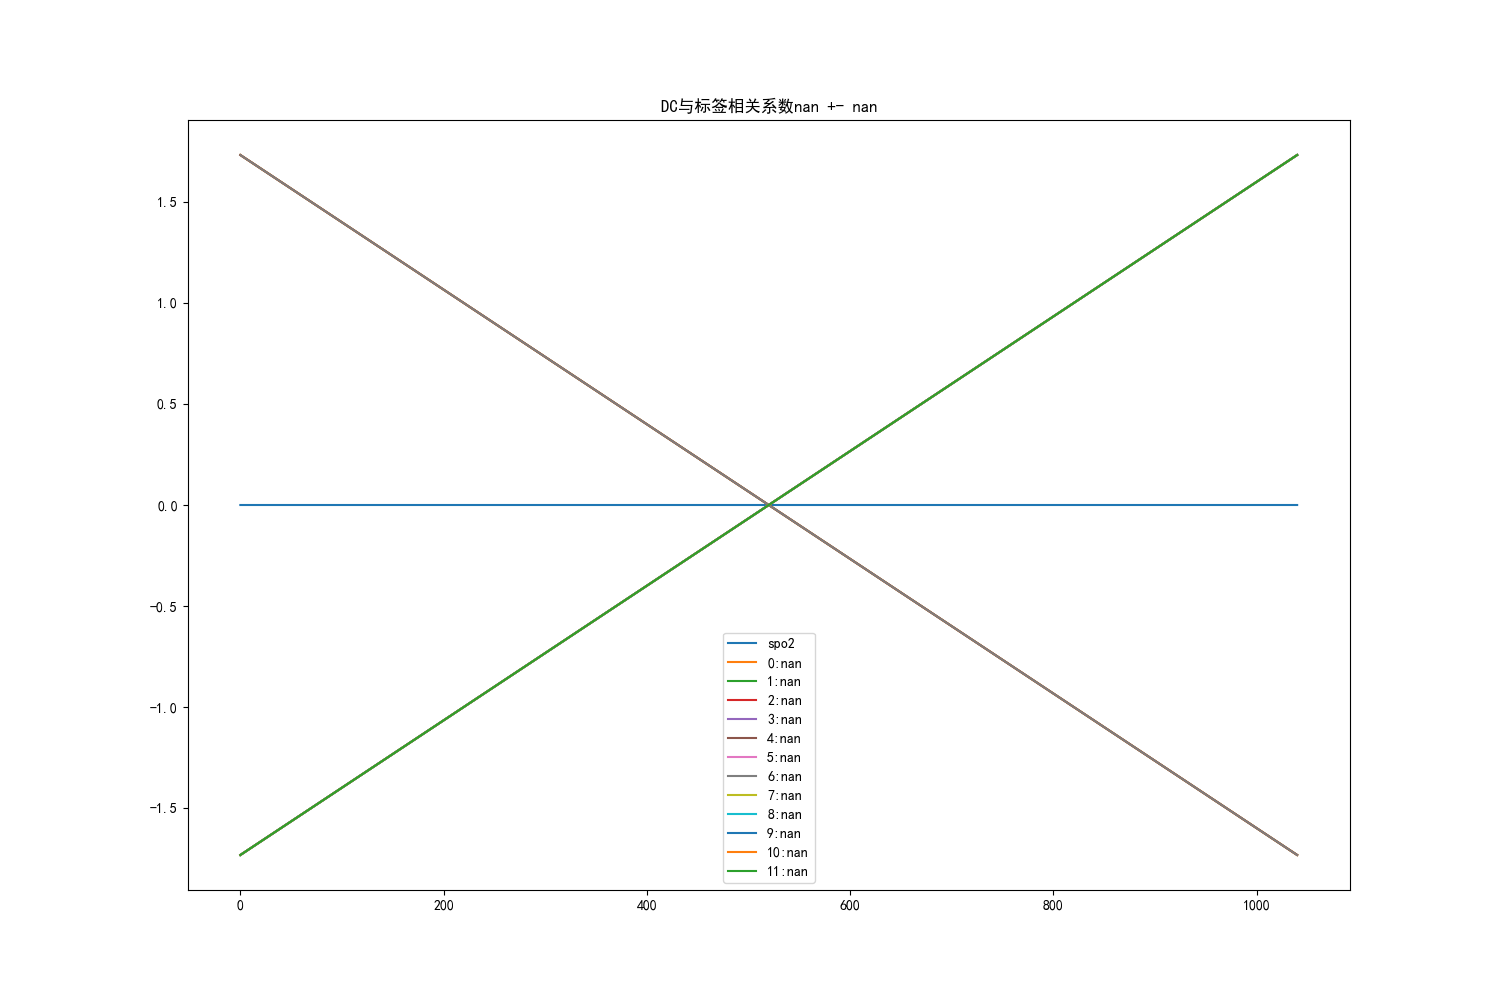 DC与标签相关系数nan +- nan
1.5
1.0
0.5
0.0
-0.5
-1.0
-1.5
spo2
0:nan
1:nan
2:nan
3:nan
4:nan
5:nan
6:nan
7:nan
8:nan
9:nan
10:nan
11:nan
0 200 400 600 800 1000